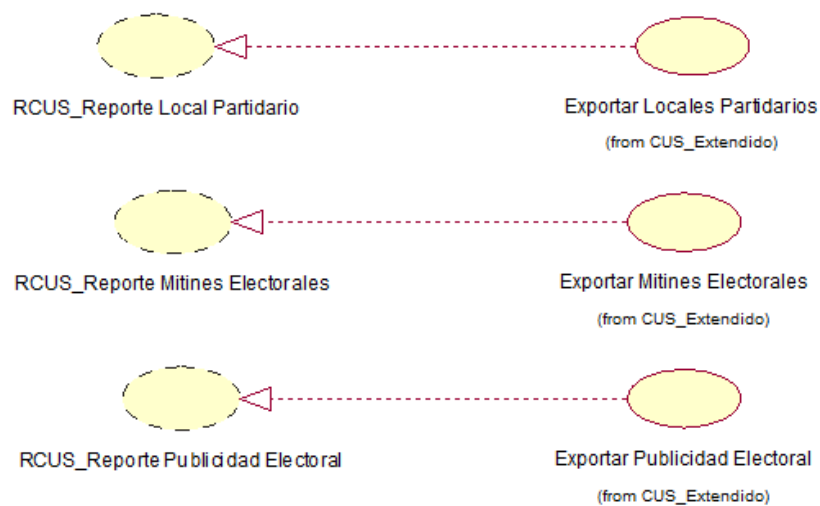 RCUS_Reporte Local Partidario
Exportar Locales Partidarios
(from CUS_Extendido)
RCUS_Reporte Mitines Electorales
Exportar Mitines Electorales
(from CUS_Extendido)
RCUS_Reporte Publicidad Electoral
Exportar Publicidad Electoral
(from CUS_Extendido)